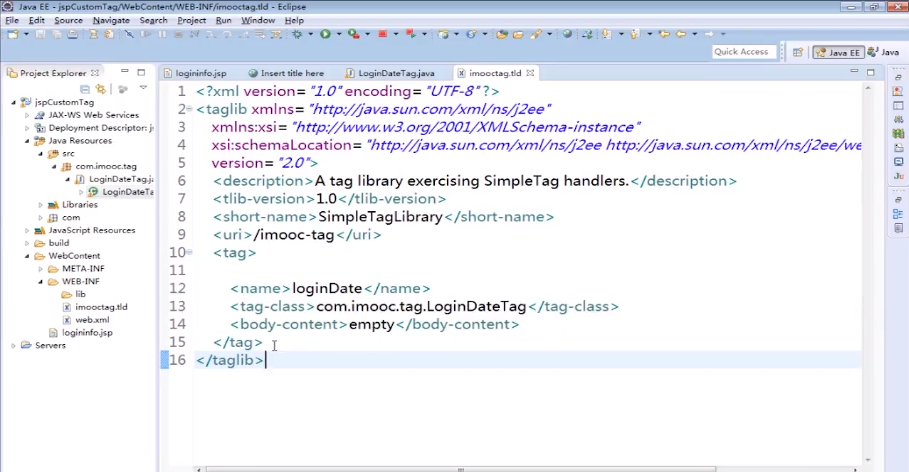 Java EE - jspCustomTag/WebContent/WEB-INF/imooctag.tld - Eclipse
File Edit Source Navigate Search Project Run Window Help
Quick Access
Java EE
Java
Project Explorer
logininfo.jsp
Insert title here
LoginDateTag.java
imooctag.tld
jspCustomTag
JAX-WS Web Services
Deployment Descriptor: j
Java Resources
src
com.imooc.tag
LoginDateTag.j
LoginDateTa
Libraries
com
JavaScript Resources
build
WebContent
META-INF
WEB-INF
lib
imooctag.tld
web.xml
logininfo.jsp
Servers
1 <?xml version="1.0" encoding="UTF-8"?>
2 <taglib xmlns="http://java.sun.com/xml/ns/j2ee"
3 xmlns:xsi="http://www.w3.org/2001/XMLSchema-instance"
4 xsi:schemaLocation="http://java.sun.com/xml/ns/j2ee http://java.sun.com/xml/ns/j2ee/we
5 version="2.0">
6 <description>A tag library exercising SimpleTag handlers.</description>
7 <tlib-version>1.0</tlib-version>
8 <short-name>SimpleTagLibrary</short-name>
9 <uri>/imooc-tag</uri>
10 <tag>
11
12 <name>loginDate</name>
13 <tag-class>com.imooc.tag.LoginDateTag</tag-class>
14 <body-content>empty</body-content>
15 </tag>
16 </taglib>